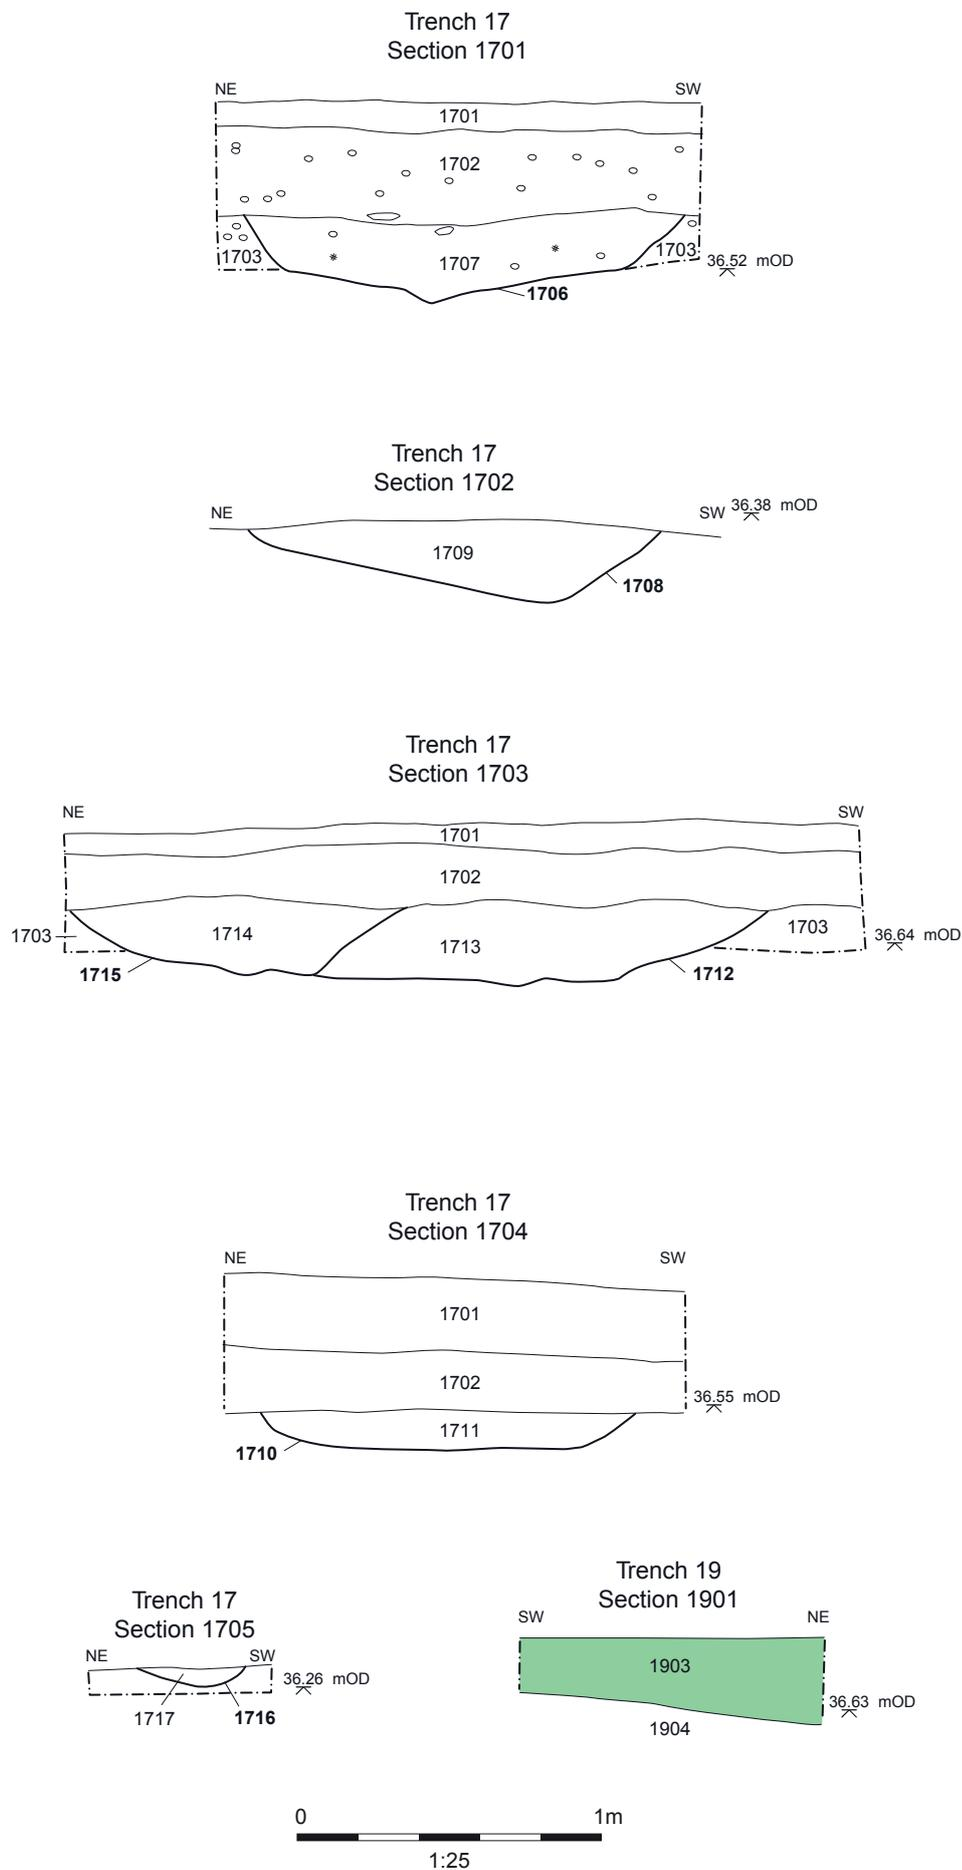 Trench 17
Section 1701
NE
SW
1701
1702
1703
1707
1703
36.52 mOD
1706
Trench 17
Section 1702
NE
SW
36.38 mOD
1709
1708
Trench 17
Section 1703
NE
SW
1701
1702
1703
1714
1713
1703
36.64 mOD
1715
1712
Trench 17
Section 1704
NE
SW
1701
1702
36.55 mOD
1711
1710
Trench 17
Section 1705
NE
SW
36.26 mOD
1717
1716
Trench 19
Section 1901
SW
NE
1903
36.63 mOD
1904
0
1m
1:25